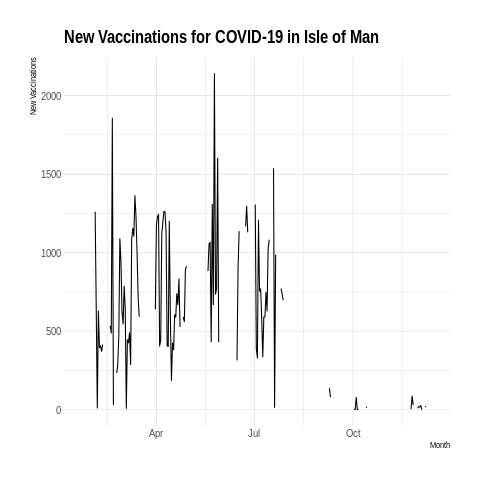 New Vaccinations for COVID-19 in Isle of Man
New Vaccinations
2000
1500
1000
500
0
Apr
Jul
Oct
Month